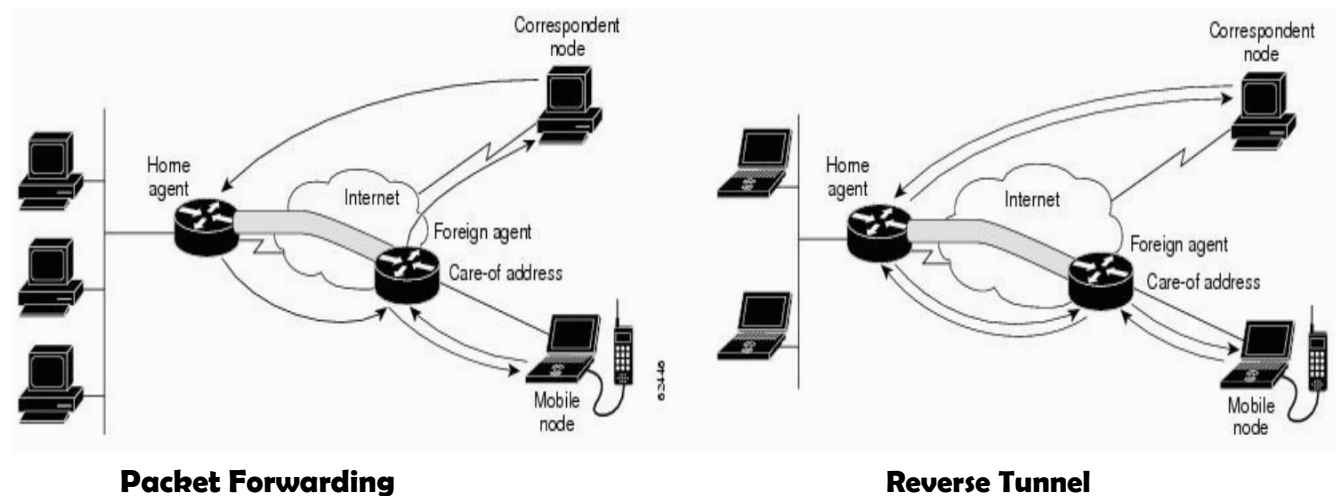 Correspondent
node
Home
agent
Internet
Foreign agent
Care-of address
Mobile
node
62446
Packet Forwarding
Correspondent
node
Home
agent
Internet
Foreign agent
Care-of address
Mobile
node
Reverse Tunnel